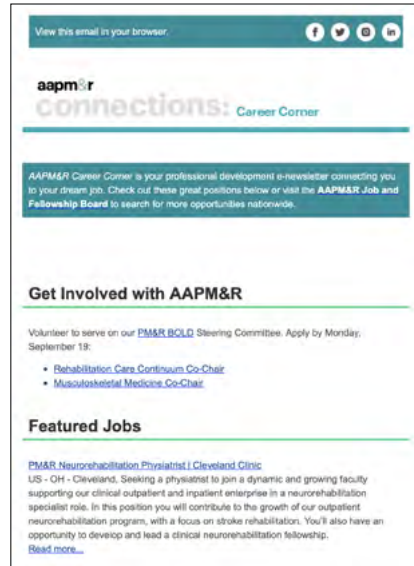 View this email in your browser.
aapm&r
connections: Career Corner
AAPM&R Career Corner is your professional development e-newsletter connecting you
to your dream job. Check out these great positions below or visit the AAPM&R Job and
Fellowship Board to search for more opportunities nationwide.
Get Involved with AAPM&R
Volunteer to serve on our PM&R BOLD Steering Committee. Apply by Monday,
September 19:
• Rehabilitation Care Continuum Co-Chair
• Musculoskeletal Medicine Co-Chair
Featured Jobs
PM&R Neurorehabilitation Physiatrist | Cleveland Clinic
US - OH - Cleveland, Seeking a physiatrist to join a dynamic and growing faculty
supporting our clinical outpatient and inpatient enterprise in a neurorehabilitation
specialist role. In this position you will contribute to the growth of our outpatient
neurorehabilitation program, with a focus on stroke rehabilitation. You'll also have an
opportunity to develop and lead a clinical neurorehabilitation fellowship.
Read more...